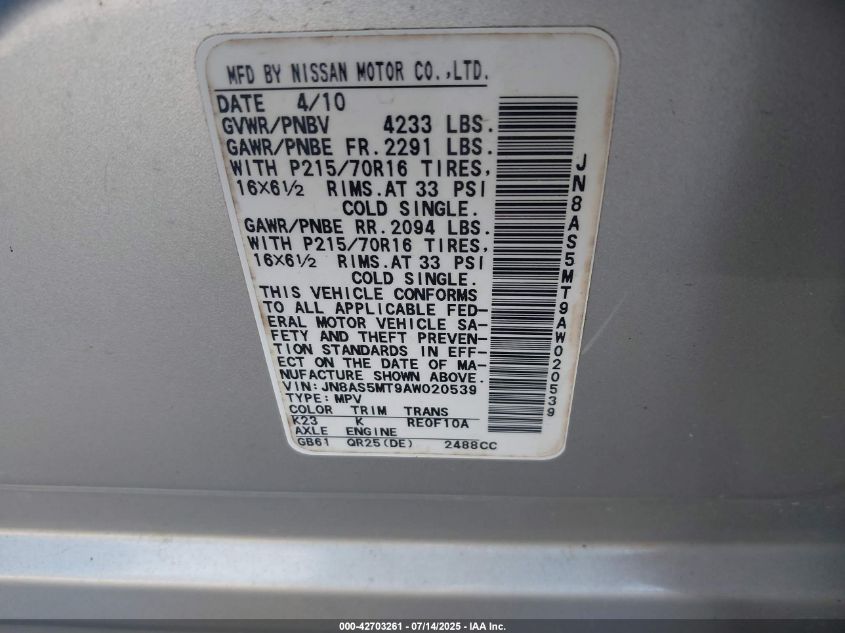 MFD BY NISSAN MOTOR CO.,LTD.
DATE 4/10
GVWR/PNBV 4233 LBS.
GAWR/PNBE FR.2291 LBS.
WITH P215/70R16 TIRES,
16X6½ RIMS.AT 33 PSI
COLD SINGLE.
GAWR/PNBE RR.2094 LBS.
WITH P215/70R16 TIRES,
16X6½ RIMS.AT 33 PSI
COLD SINGLE.
THIS VEHICLE CONFORMS
TO ALL APPLICABLE FED-
ERAL MOTOR VEHICLE SA-
FETY AND THEFT PREVEN-
TION STANDARDS IN EFF-
ECT ON THE DATE OF MA-
NUFACTURE SHOWN ABOVE.
VIN:JN8AS5MT9AW020539
TYPE:MPV
COLOR TRIM TRANS
K23 K RE0F10A
AXLE ENGINE
GB61 QR25(DE) 2488CC
JN8AS5MT9AW020539
000-42703261 - 07/14/2025 - IAA Inc.